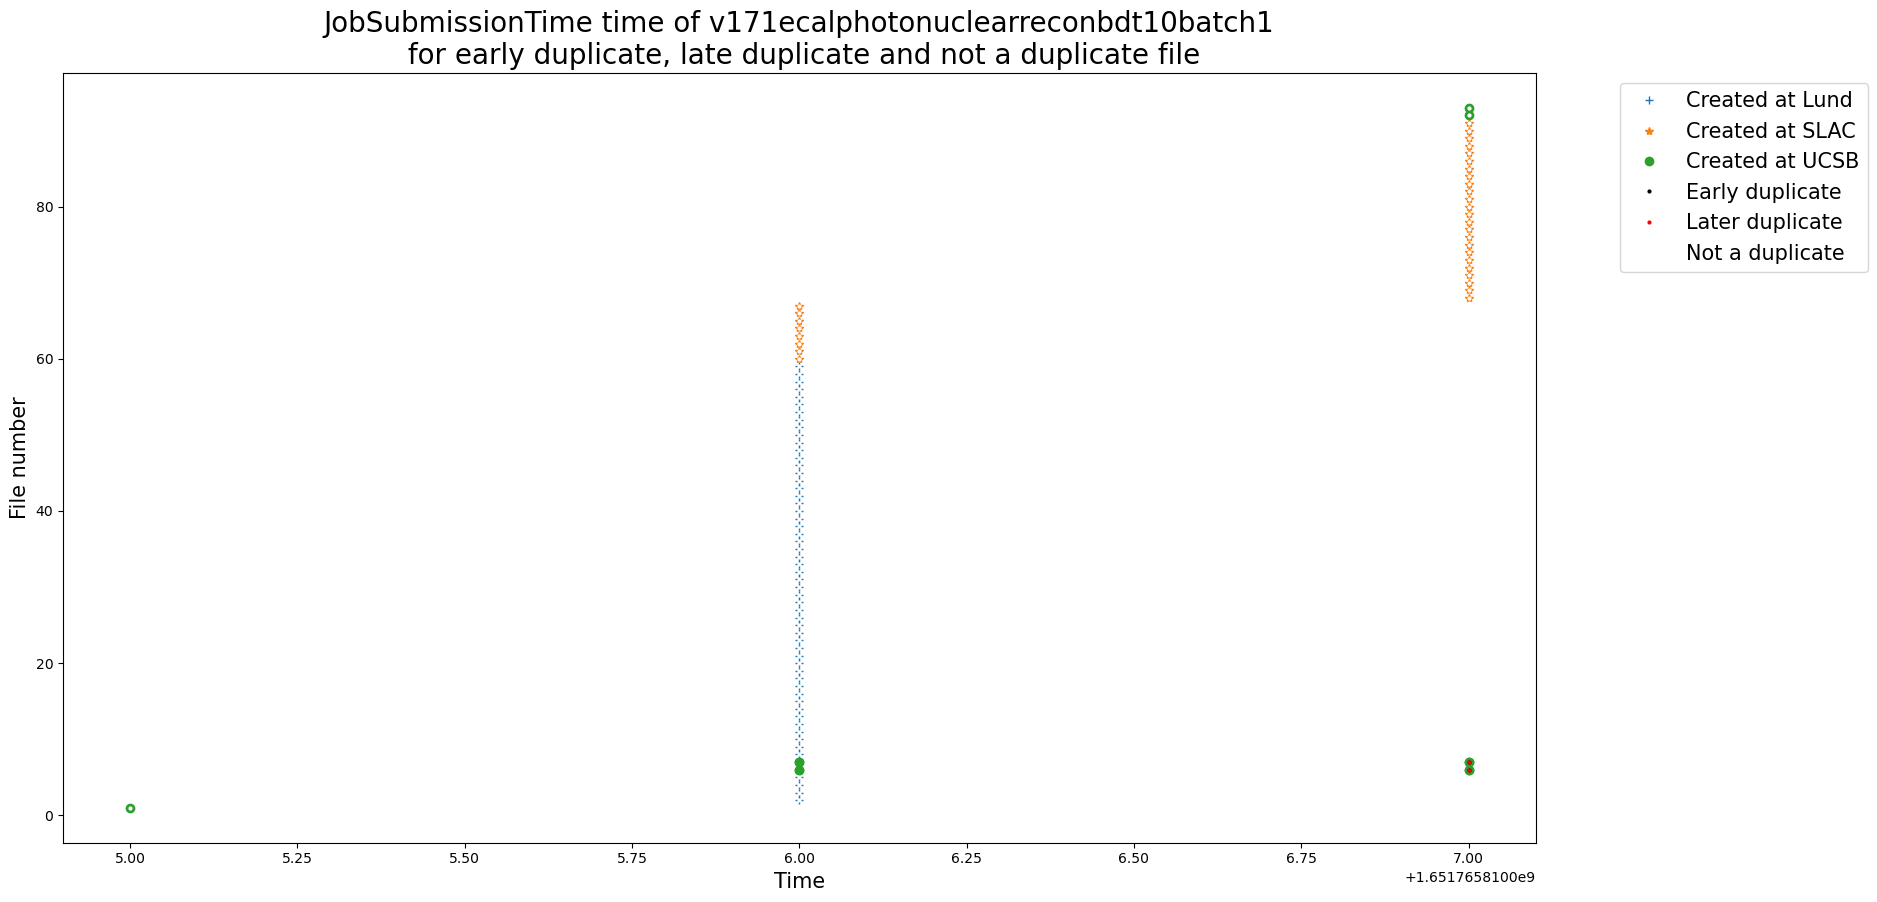 JobSubmissionTime time of v171ecalphotonuclearreconbdt10batch1
for early duplicate, late duplicate and not a duplicate file
Created at Lund
Created at SLAC
Created at UCSB
Early duplicate
Later duplicate
Not a duplicate
File number
80
60
40
20
0
5.00
5.25
5.50
5.75
6.00
6.25
6.50
6.75
7.00
Time
+1.6517658100e9